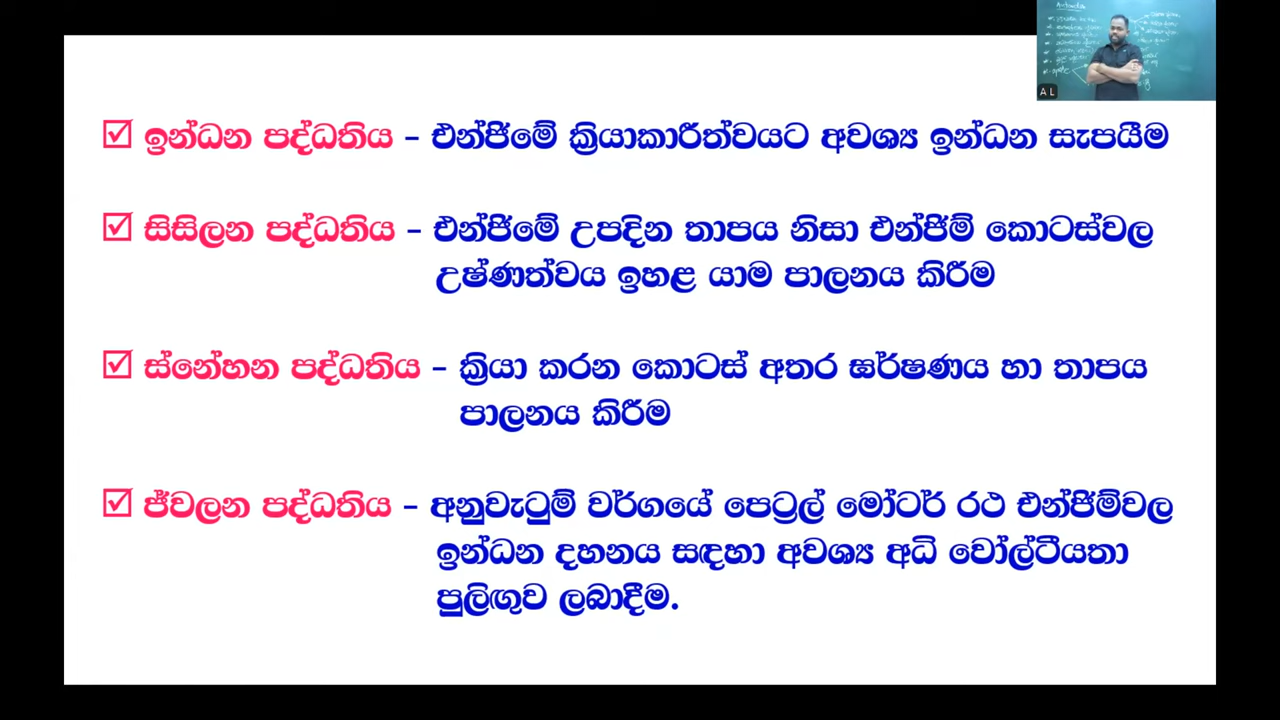 Automobile
A L
ඉන්ධන පද්ධතිය - එන්ජිමේ ක්‍රියාකාරීත්වයට අවශ්‍ය ඉන්ධන සැපයීම
සිසිලන පද්ධතිය - එන්ජිමේ උපදින තාපය නිසා එන්ජිම් කොටස්වල
උෂ්ණත්වය ඉහළ යාම පාලනය කිරීම
ස්නේහන පද්ධතිය - ක්‍රියා කරන කොටස් අතර ඝර්ෂණය හා තාපය
පාලනය කිරීම
ජ්වලන පද්ධතිය - අනුවැටුම් වර්ගයේ පෙට්‍රල් මෝටර් රථ එන්ජිම්වල
ඉන්ධන දහනය සඳහා අවශ්‍ය අධි වෝල්ටීයතා
පුලිඟුව ලබාදීම.